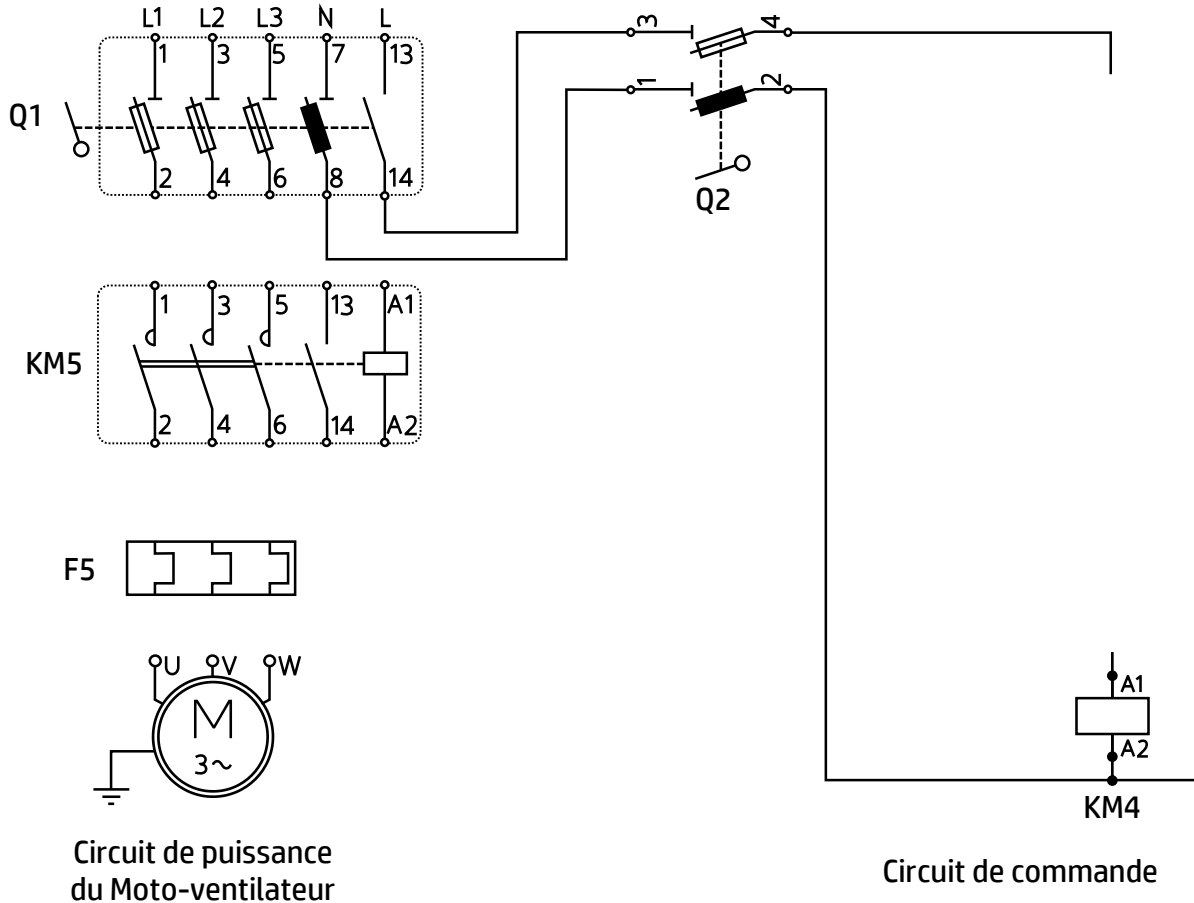 L1 L2 L3 N L
1 3 5 7 13
Q1
2 4 6 8 14
3 4
1 2
Q2
1 3 5 13 A1
KM5
2 4 6 14 A2
F5
U V W
M
3~
A1
A2
KM4
Circuit de puissance
du Moto-ventilateur
Circuit de commande